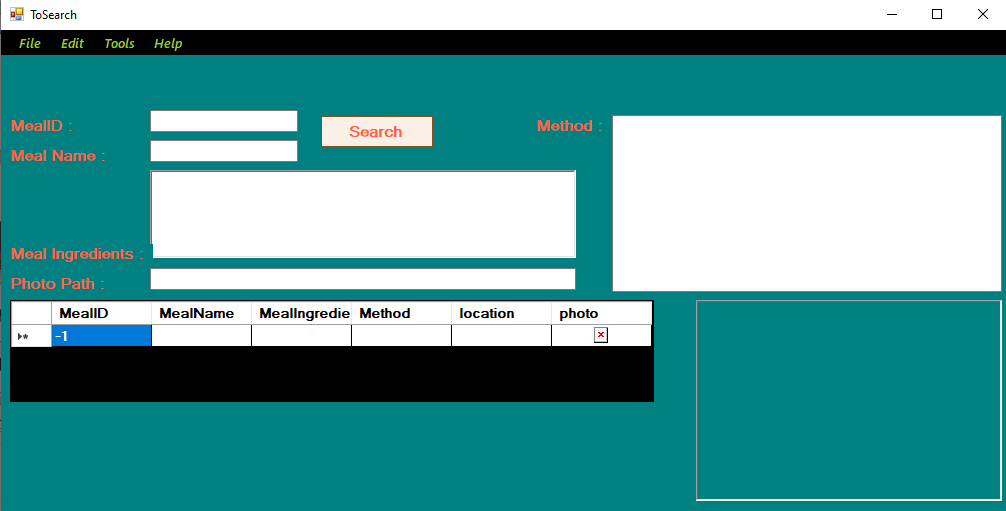 ToSearch
File Edit Tools Help
MealID :
Search
Method :
Meal Name :
Meal Ingredients :
Photo Path :
MealID MealName MealIngredie Method location photo
-1